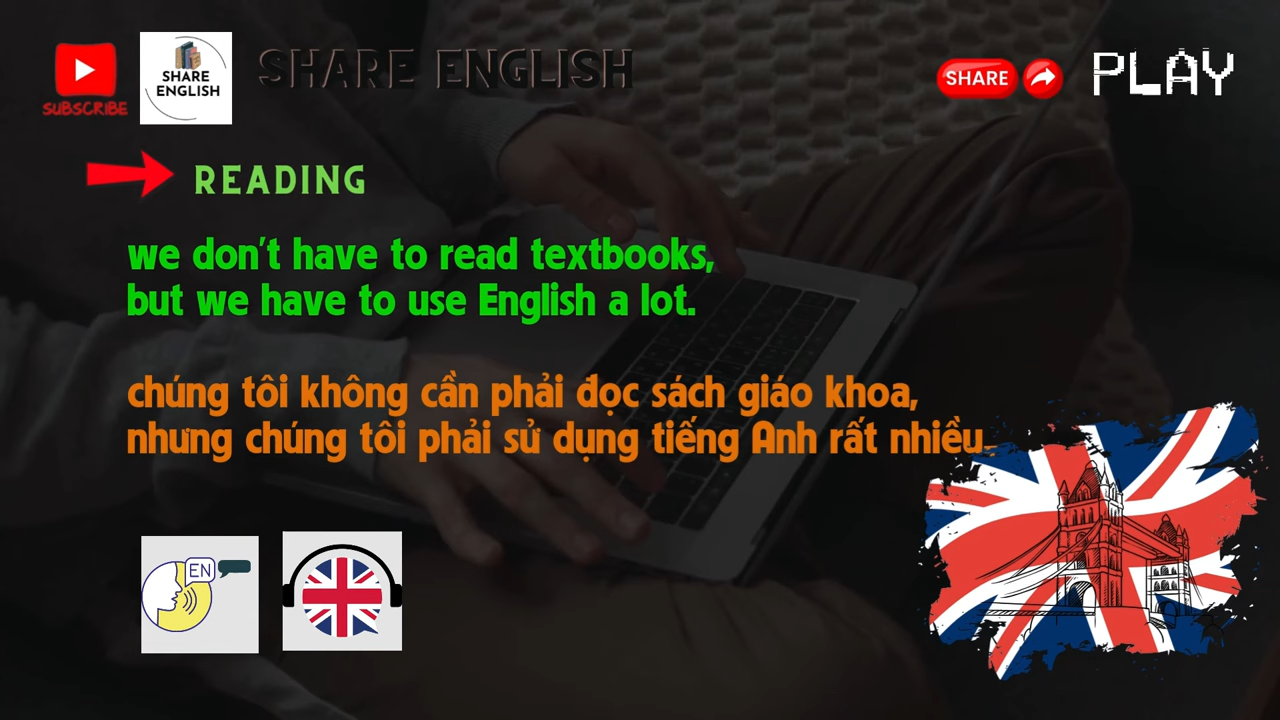 SUBSCRIBE
SHARE
ENGLISH
SHARE ENGLISH
SHARE
PLAY
READING
we don't have to read textbooks,
but we have to use English a lot.
chúng tôi không cần phải đọc sách giáo khoa,
nhưng chúng tôi phải sử dụng tiếng Anh rất nhiều.
EN